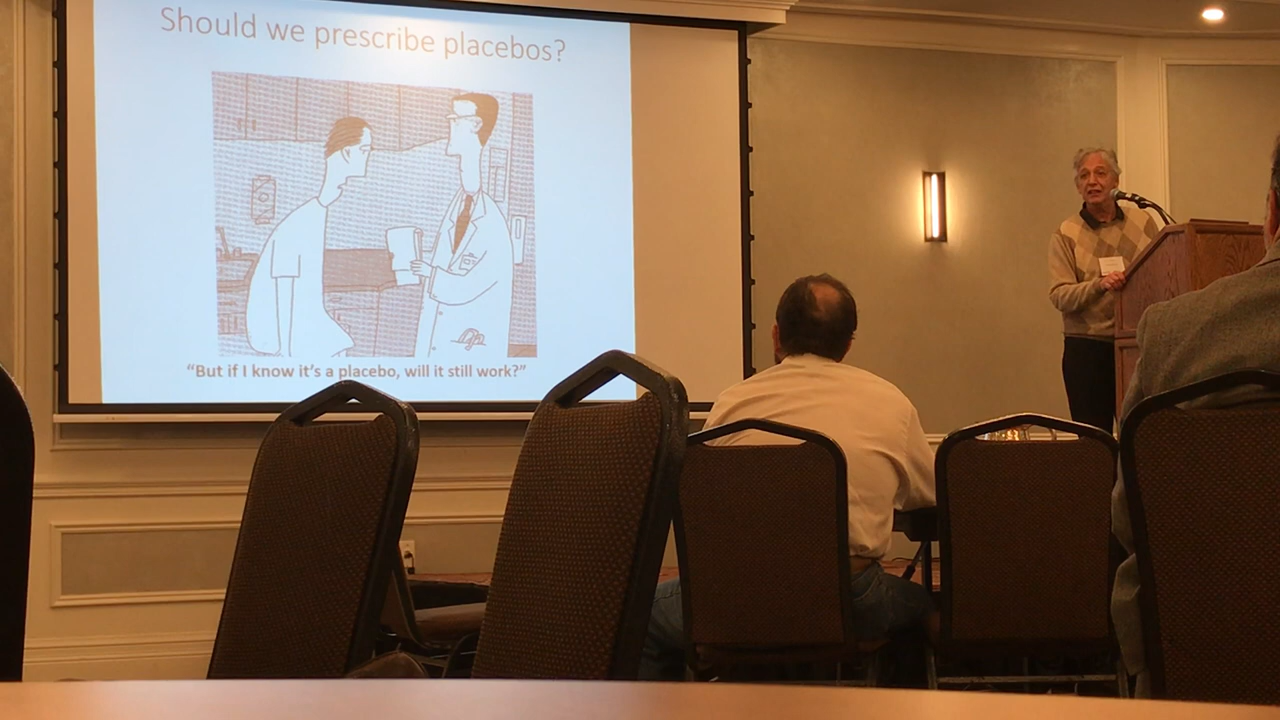 Should we prescribe placebos?
“But if I know it’s a placebo, will it still work?”